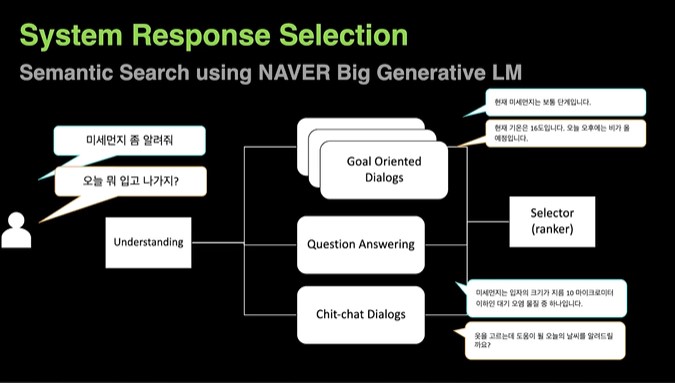 System Response Selection
Semantic Search using NAVER Big Generative LM
미세먼지 좀 알려줘
오늘 뭐 입고 나가지?
Understanding
Goal Oriented
Dialogs
Question Answering
Chit-chat Dialogs
현재 미세먼지는 보통 단계입니다.
현재 기온은 16도입니다. 오늘 오후에는 비가 올
예정입니다.
Selector
(ranker)
미세먼지는 입자의 크기가 지름 10 마이크로미터
이하인 대기 오염 물질 중 하나입니다.
옷을 고르는데 도움이 될 오늘의 날씨를 알려드릴
까요?